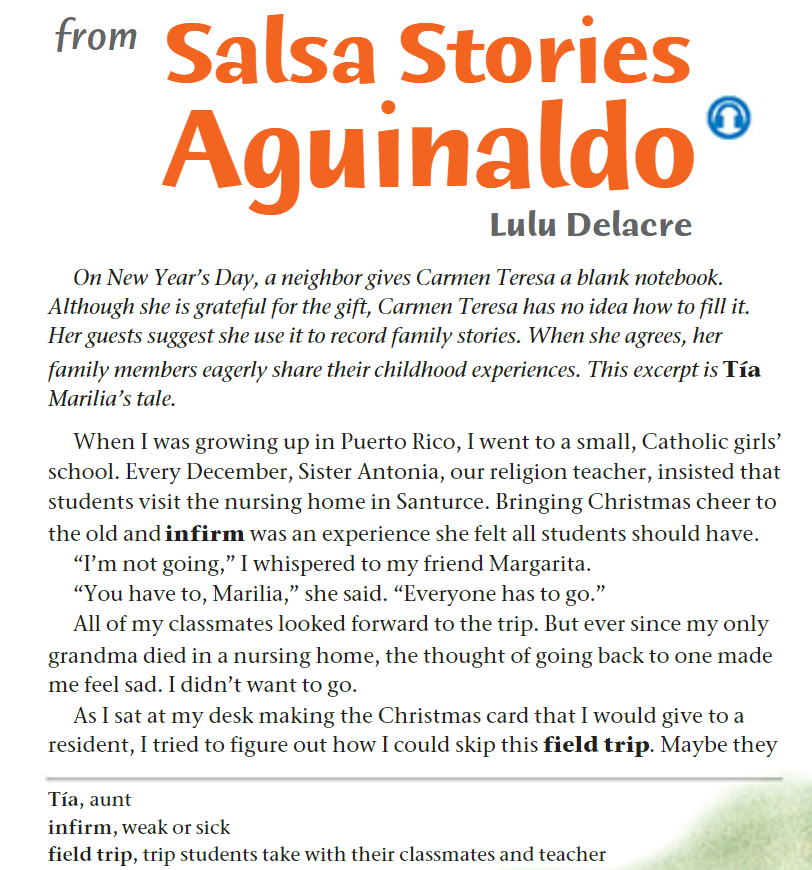 from Salsa Stories
Aguinaldo
Lulu Delacre
On New Year’s Day, a neighbor gives Carmen Teresa a blank notebook.
Although she is grateful for the gift, Carmen Teresa has no idea how to fill it.
Her guests suggest she use it to record family stories. When she agrees, her
family members eagerly share their childhood experiences. This excerpt is Tía
Marilia’s tale.
When I was growing up in Puerto Rico, I went to a small, Catholic girls’
school. Every December, Sister Antonia, our religion teacher, insisted that
students visit the nursing home in Santurce. Bringing Christmas cheer to
the old and infirm was an experience she felt all students should have.
“I’m not going,” I whispered to my friend Margarita.
“You have to, Marilia,” she said. “Everyone has to go.”
All of my classmates looked forward to the trip. But ever since my only
grandma died in a nursing home, the thought of going back to one made
me feel sad. I didn’t want to go.
As I sat at my desk making the Christmas card that I would give to a
resident, I tried to figure out how I could skip this field trip. Maybe they
Tía, aunt
infirm, weak or sick
field trip, trip students take with their classmates and teacher